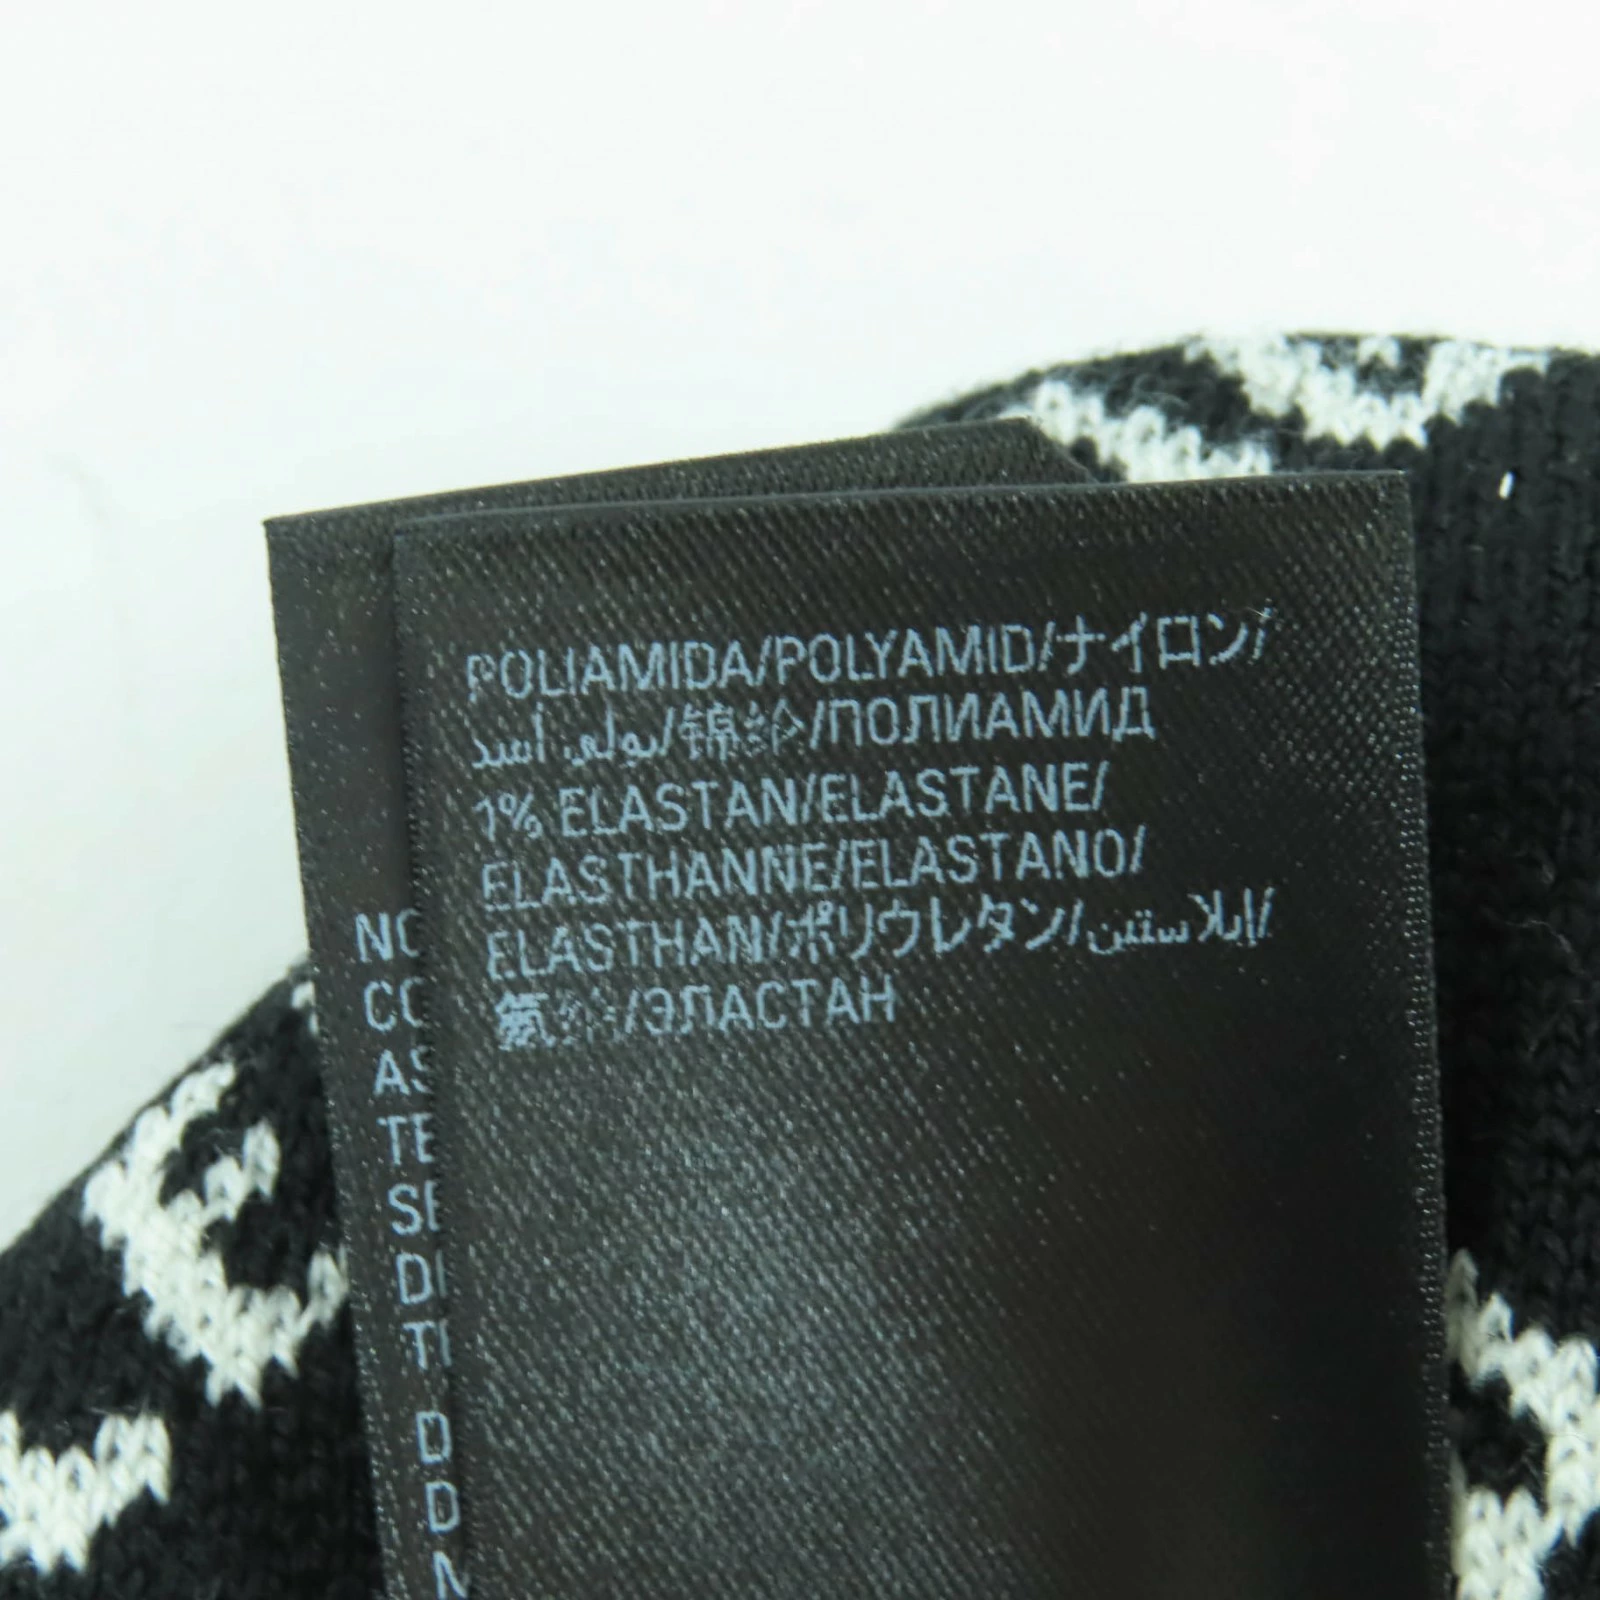 POLIAMIDA/POLYAMID/ナイロン/
بولي أميد/锦纶/ПОЛИАМИД
1% ELASTAN/ELASTANE/
ELASTHANNE/ELASTANO/
ELASTHAN/ポリウレタン/إيلاستين/
氨纶/ЭЛАСТАН